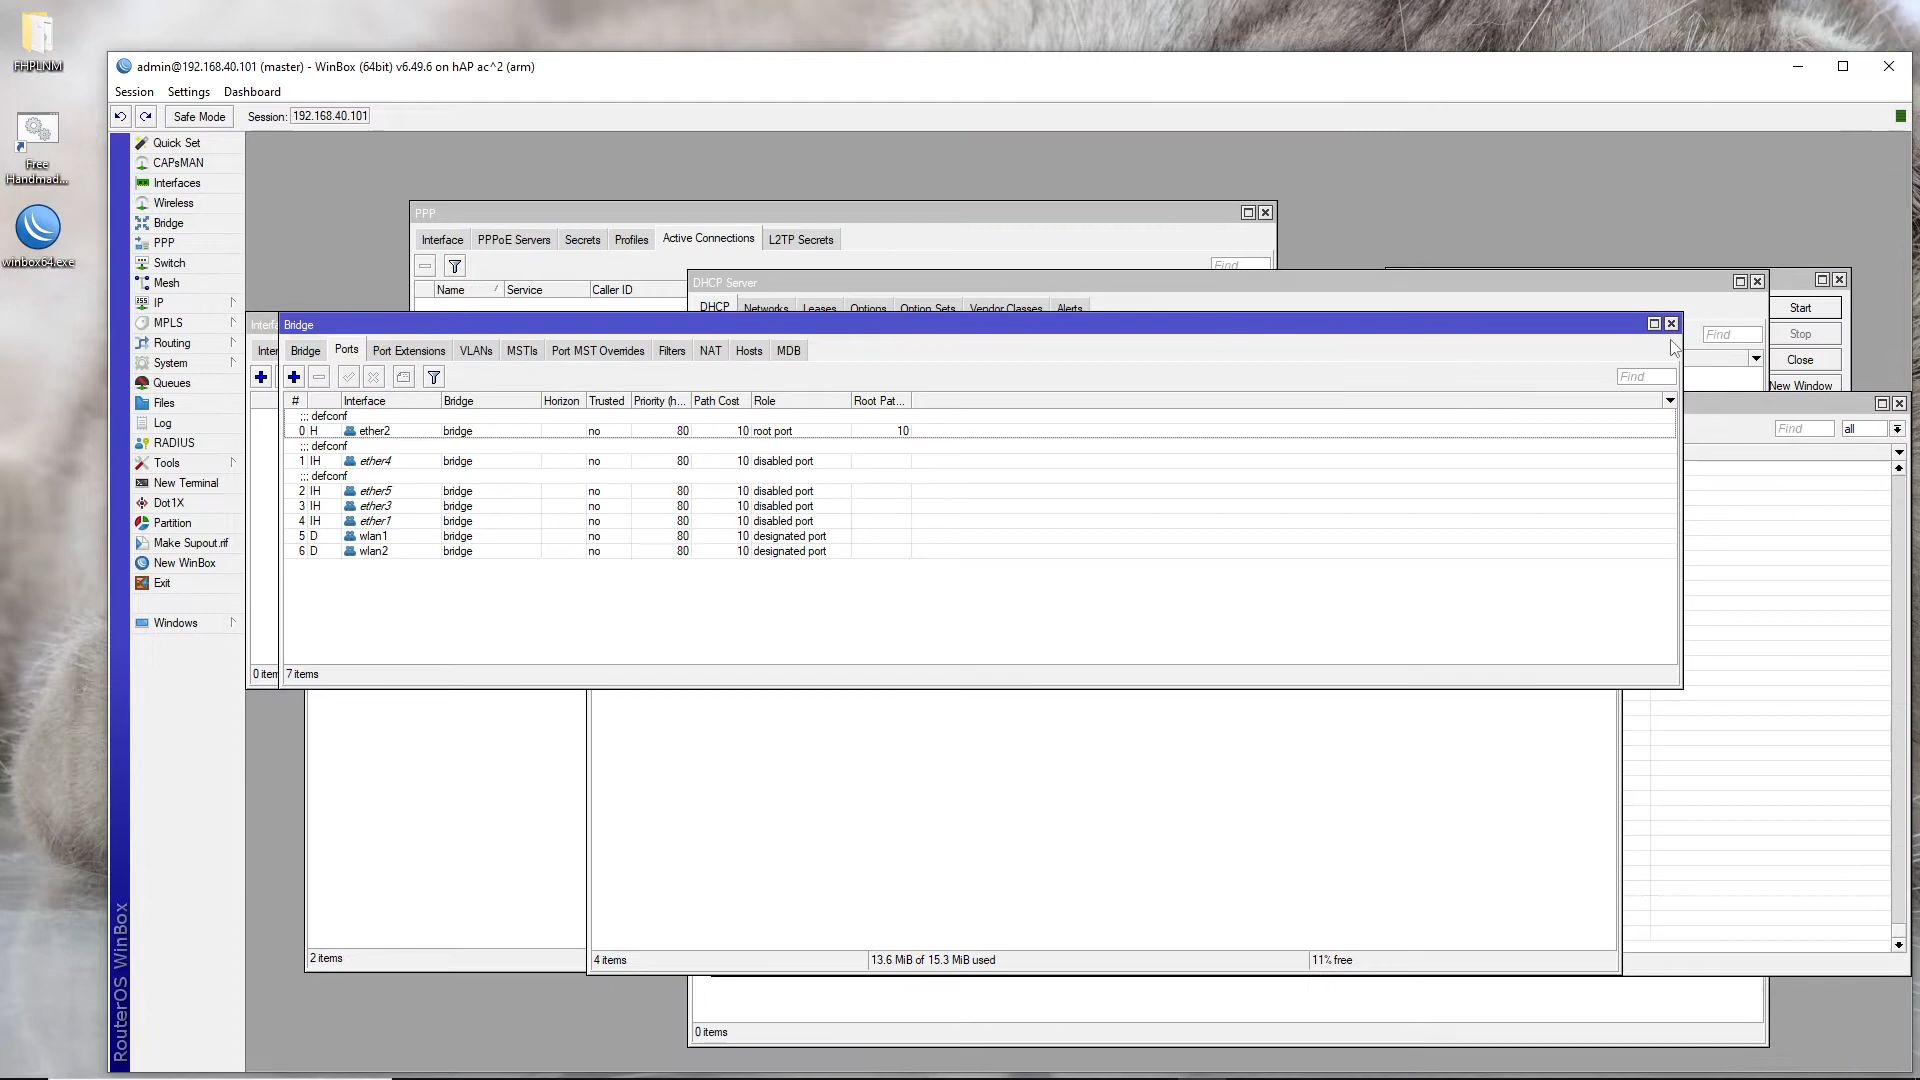 FHPLNM
Free
Handmad...
winbox64.exe
admin@192.168.40.101 (master) - WinBox (64bit) v6.49.6 on hAP ac^2 (arm)
Session Settings Dashboard
Safe Mode Session: 192.168.40.101
Quick Set
CAPsMAN
Interfaces
Wireless
Bridge
PPP
Switch
Mesh
IP
MPLS
Routing
System
Queues
Files
Log
RADIUS
Tools
New Terminal
Dot1X
Partition
Make Supout.rif
New WinBox
Exit
Windows
RouterOS WinBox
PPP
Interface PPPoE Servers Secrets Profiles Active Connections L2TP Secrets
Find
Name / Service Caller ID
DHCP Server
DHCP Networks Leases Options Option Sets Vendor Classes Alerts
Find
Start
Stop
Close
New Window
Find all
Interfa
Inter
0 item
Bridge
Bridge Ports Port Extensions VLANs MSTIs Port MST Overrides Filters NAT Hosts MDB
Find
# Interface Bridge Horizon Trusted Priority (h... Path Cost Role Root Pat...
;;; defconf
0 H ether2 bridge no 80 10 root port 10
;;; defconf
1 IH ether4 bridge no 80 10 disabled port
;;; defconf
2 IH ether5 bridge no 80 10 disabled port
3 IH ether3 bridge no 80 10 disabled port
4 IH ether1 bridge no 80 10 disabled port
5 D wlan1 bridge no 80 10 designated port
6 D wlan2 bridge no 80 10 designated port
7 items
2 items
4 items 13.6 MiB of 15.3 MiB used 11% free
0 items